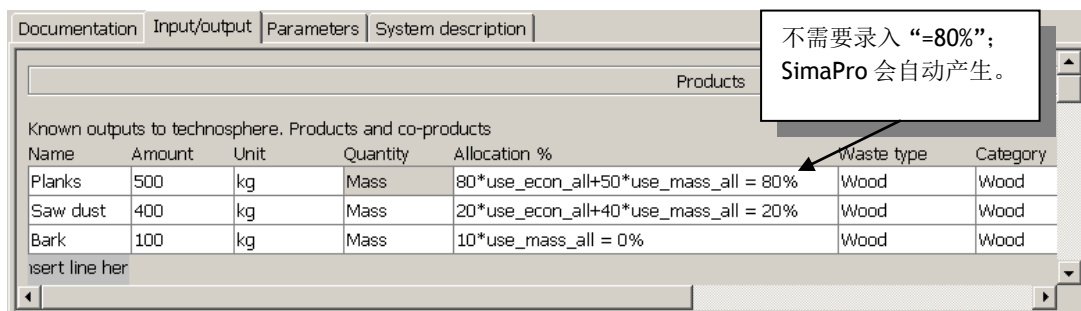 Documentation Input/output Parameters System description
不需要录入 “=80%”;
SimaPro 会自动产生。
Products
Known outputs to technosphere. Products and co-products
Name Amount Unit Quantity Allocation % Waste type Category
Planks 500 kg Mass 80*use_econ_all+50*use_mass_all = 80% Wood Wood
Saw dust 400 kg Mass 20*use_econ_all+40*use_mass_all = 20% Wood Wood
Bark 100 kg Mass 10*use_mass_all = 0% Wood Wood
nsert line her